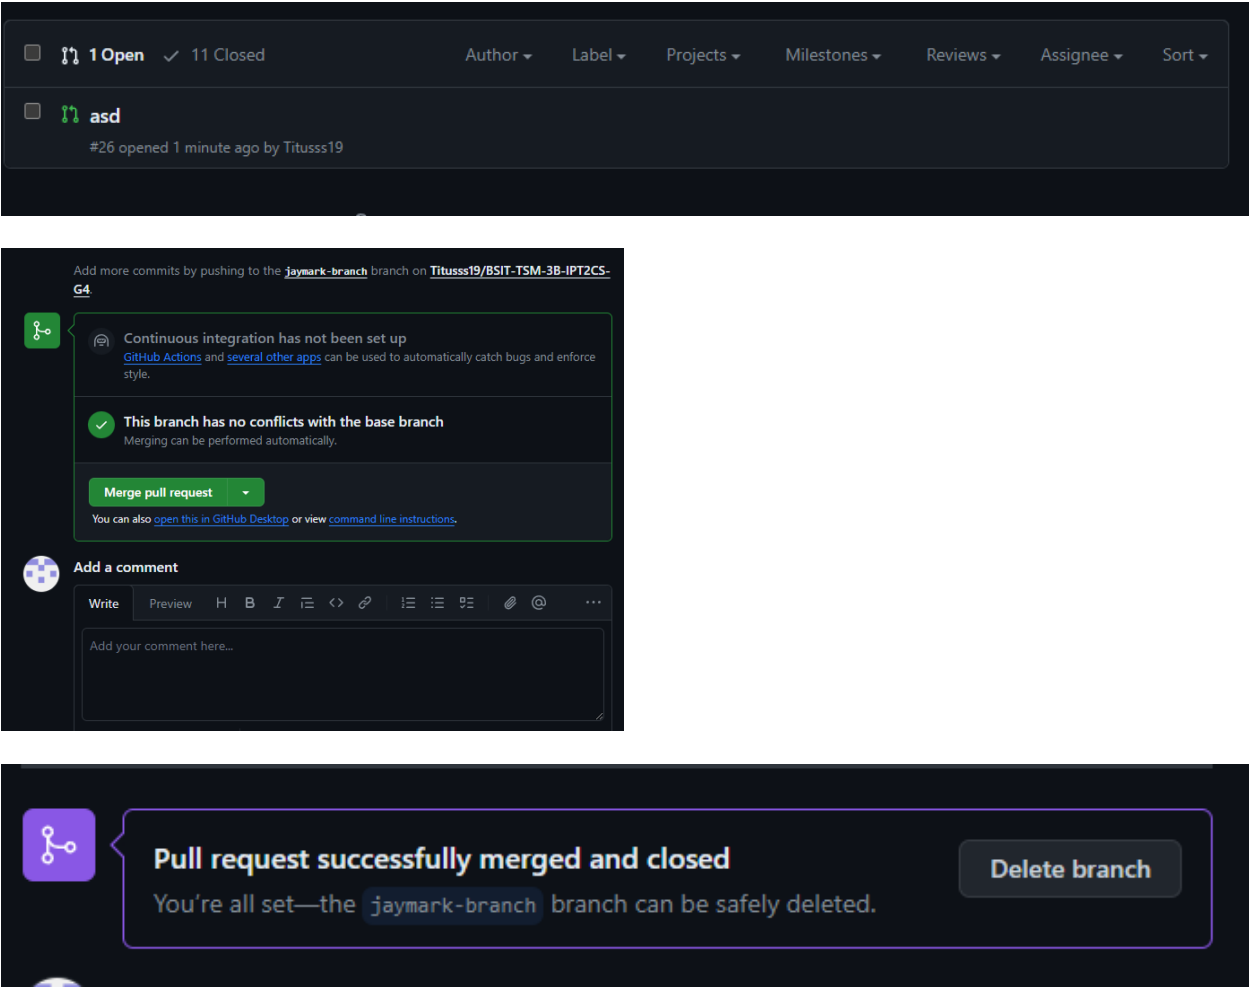 1 Open 11 Closed Author Label Projects Milestones Reviews Assignee Sort
asd
#26 opened 1 minute ago by Titusss19
Add more commits by pushing to the jaymark-branch branch on Titusss19/BSIT-TSM-3B-IPT2CS-
G4.
Continuous integration has not been set up
GitHub Actions and several other apps can be used to automatically catch bugs and enforce
style.
This branch has no conflicts with the base branch
Merging can be performed automatically.
Merge pull request
You can also open this in GitHub Desktop or view command line instructions.
Add a comment
Write Preview
Add your comment here...
Pull request successfully merged and closed
You're all set—the jaymark-branch branch can be safely deleted.
Delete branch